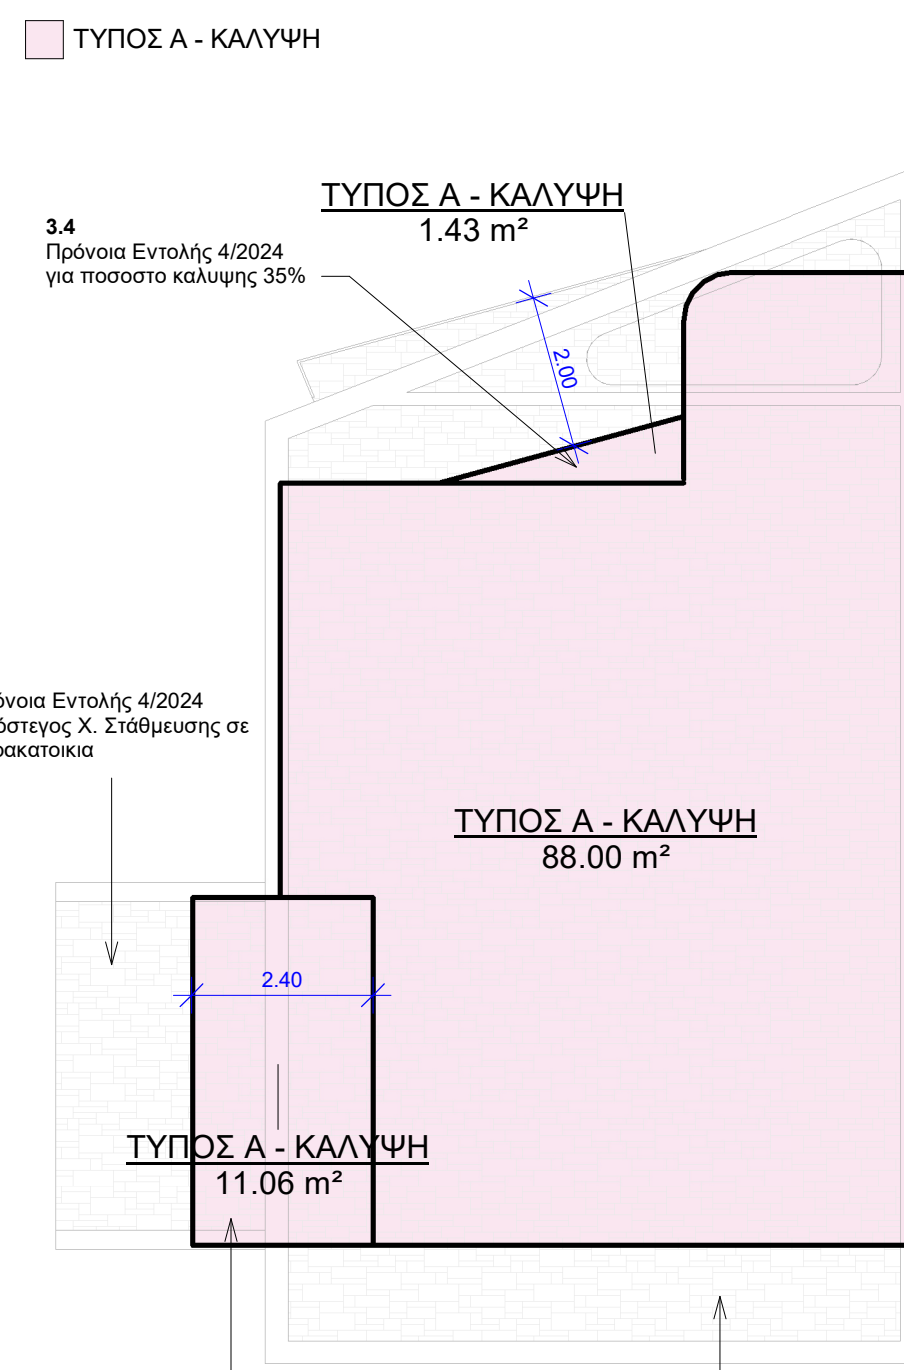 ΤΥΠΟΣ Α - ΚΑΛΥΨΗ
ΤΥΠΟΣ Α - ΚΑΛΥΨΗ
1.43 m²
3.4
Πρόνοια Εντολής 4/2024
για ποσοστο καλυψης 35%
2.00
όνοια Εντολής 4/2024
όστεγος Χ. Στάθμευσης σε
ρακατοικια
ΤΥΠΟΣ Α - ΚΑΛΥΨΗ
88.00 m²
2.40
ΤΥΠΟΣ Α - ΚΑΛΥΨΗ
11.06 m²